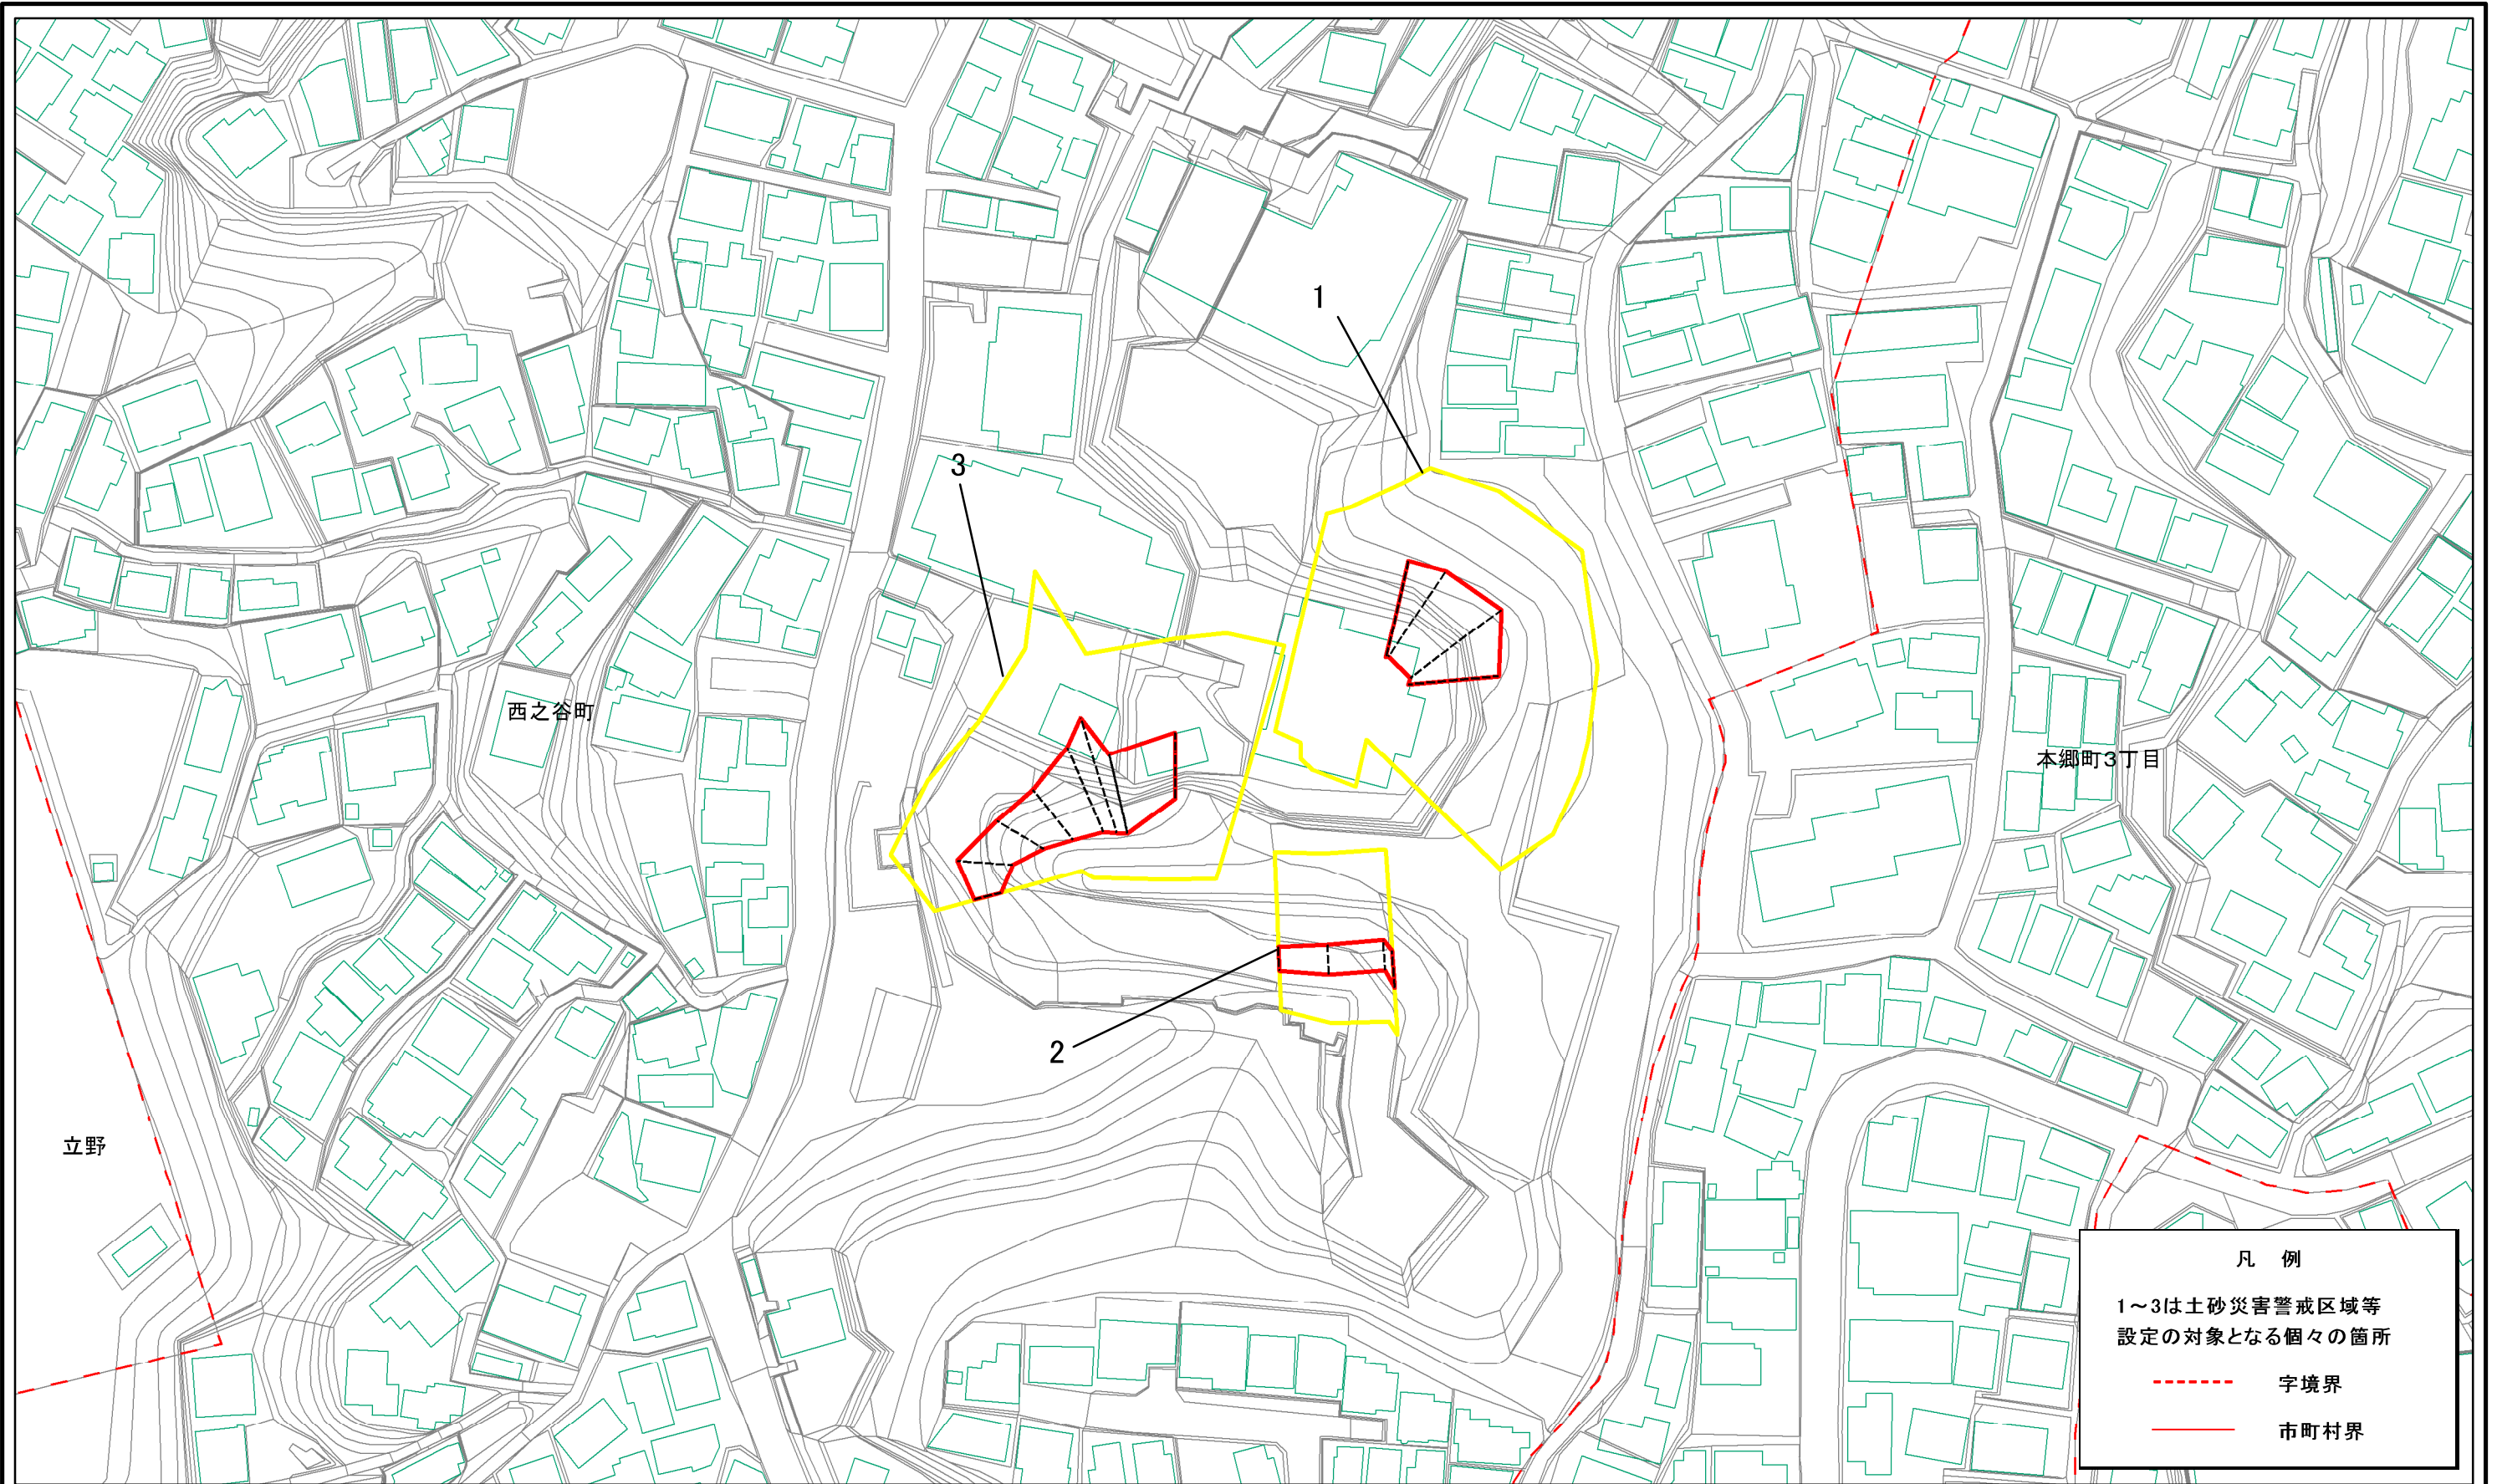 1
3
西之谷町
本郷町3丁目
2
立野
凡 例
1～3は土砂災害警戒区域等
設定の対象となる個々の箇所
字境界
市町村界